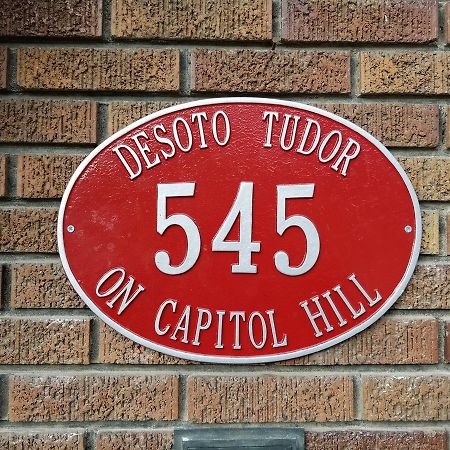 DESOTO TUDOR
545
ON CAPITOL HILL